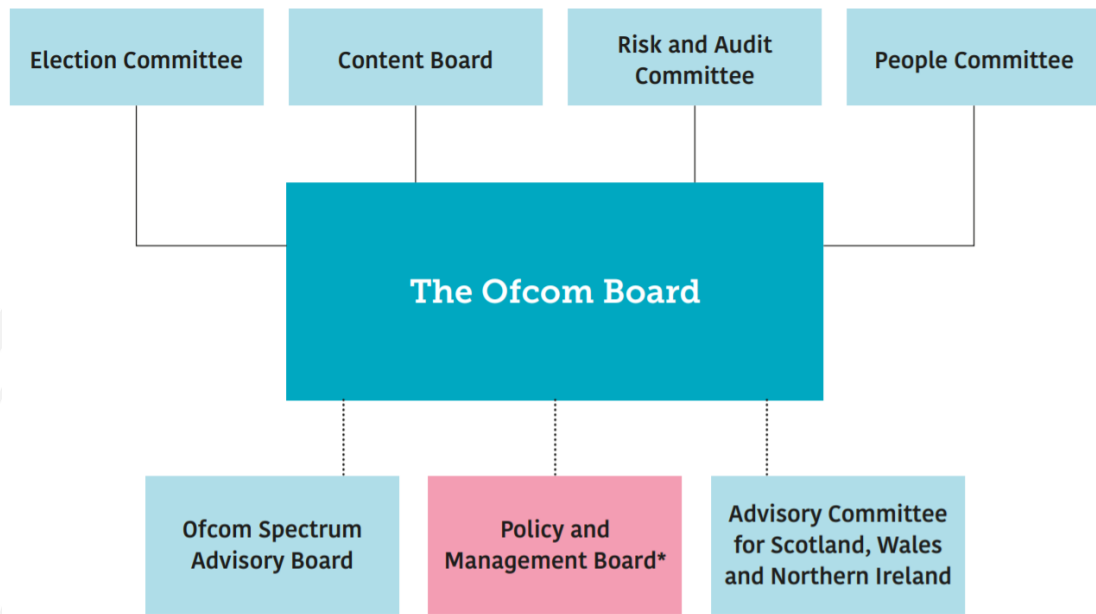 Election Committee
Content Board
Risk and Audit
Committee
People Committee
The Ofcom Board
Ofcom Spectrum
Advisory Board
Policy and
Management Board*
Advisory Committee
for Scotland, Wales
and Northern Ireland